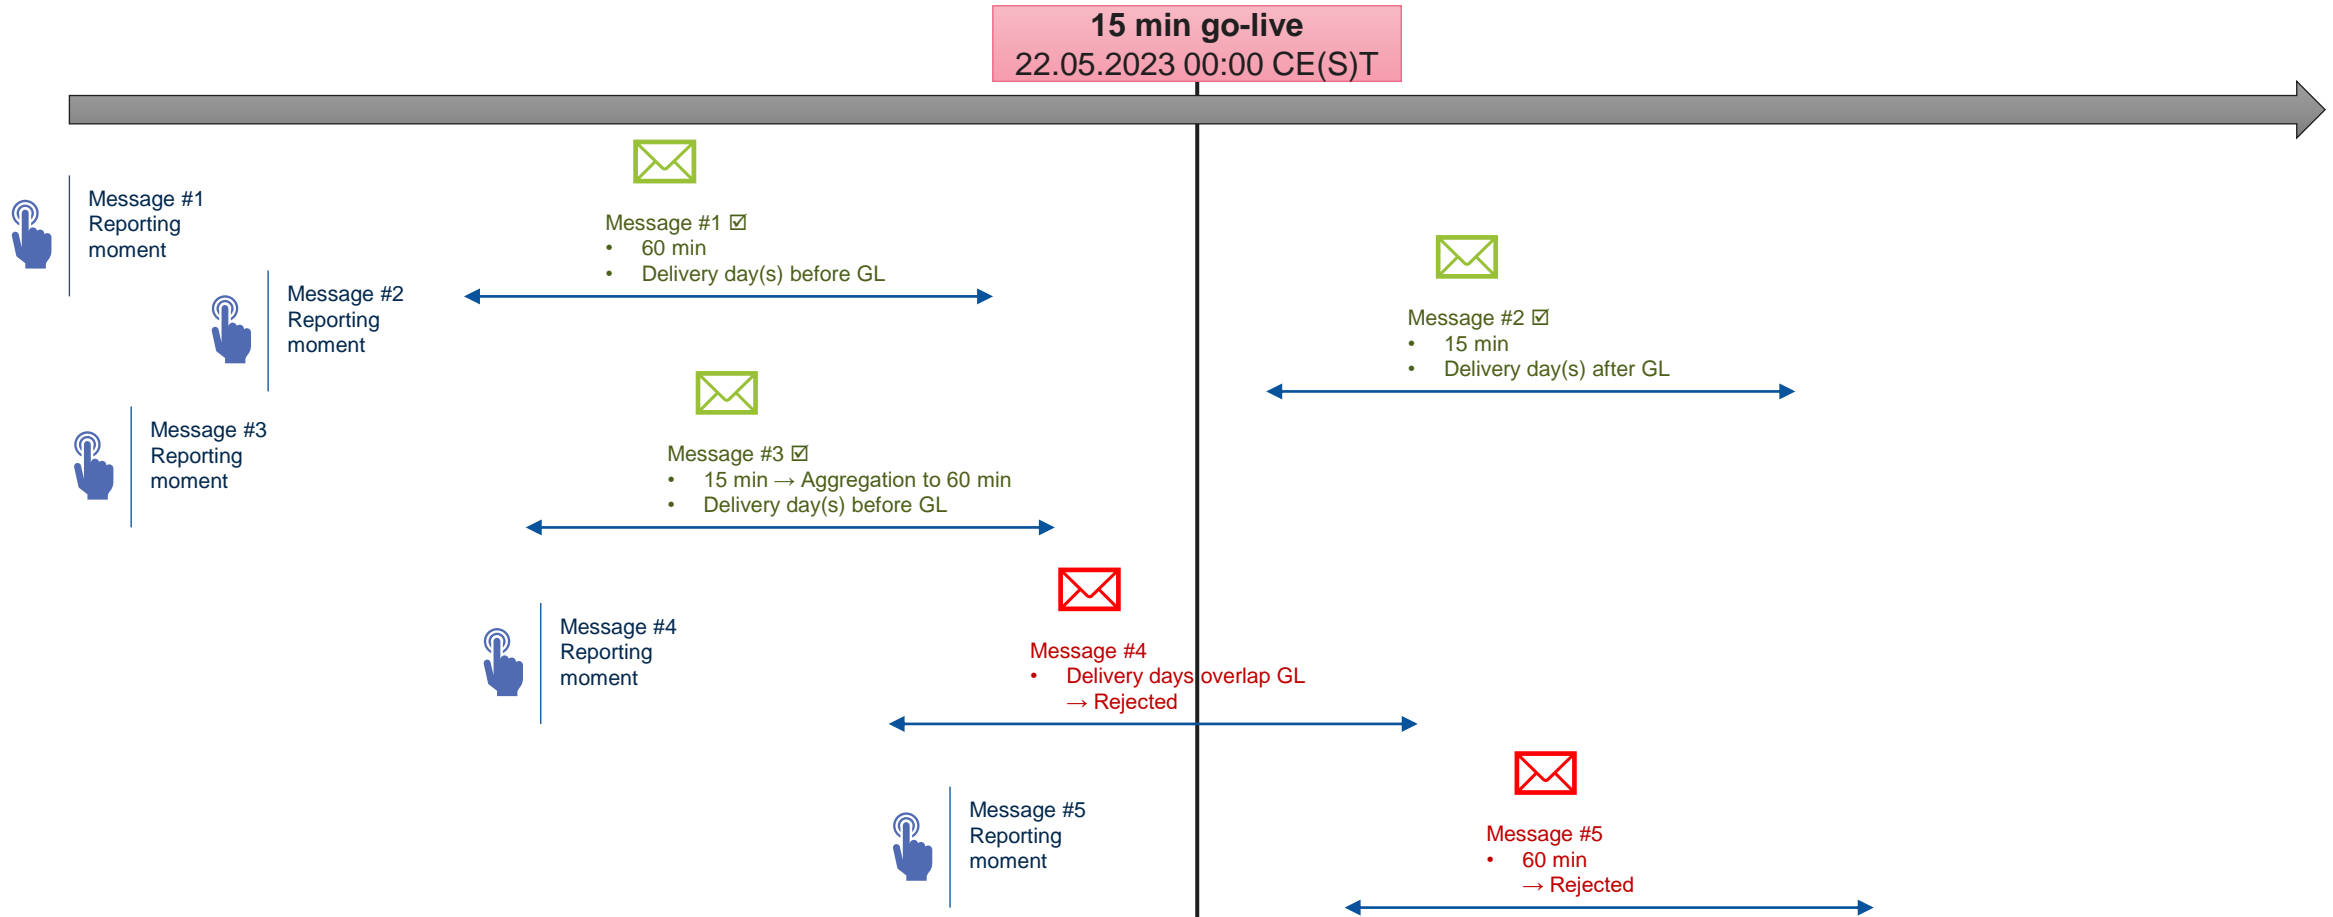 15 min go-live
22.05.2023 00:00 CE(S)T
Message #1
Reporting
moment
Message #1 ☑
• 60 min
• Delivery day(s) before GL
Message #2
Reporting
moment
Message #2 ☑
• 15 min
• Delivery day(s) after GL
Message #3
Reporting
moment
Message #3 ☑
• 15 min → Aggregation to 60 min
• Delivery day(s) before GL
Message #4
Reporting
moment
Message #4
• Delivery days overlap GL
→ Rejected
Message #5
Reporting
moment
Message #5
• 60 min
→ Rejected